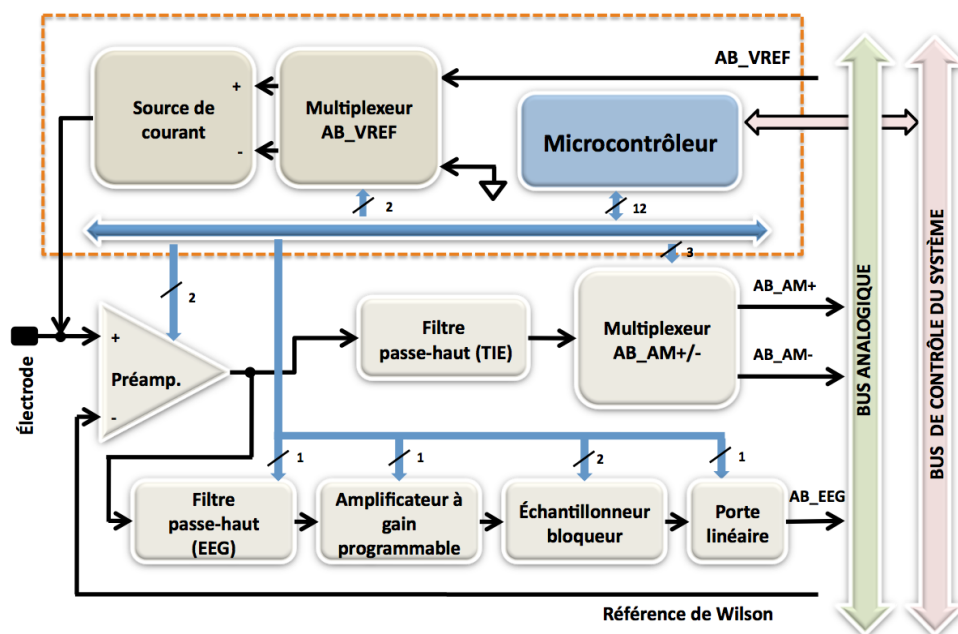 AB_VREF
Source de
courant
+
-
Multiplexeur
AB_VREF
Microcontrôleur
2
12
3
2
Électrode
+
-
Préamp.
Filtre
passe-haut (TIE)
Multiplexeur
AB_AM+/-
AB_AM+
AB_AM-
1
1
2
1
Filtre
passe-haut
(EEG)
Amplificateur à
gain
programmable
Échantillonneur
bloqueur
Porte
linéaire
AB_EEG
Référence de Wilson
BUS ANALOGIQUE
BUS DE CONTRÔLE DU SYSTÈME